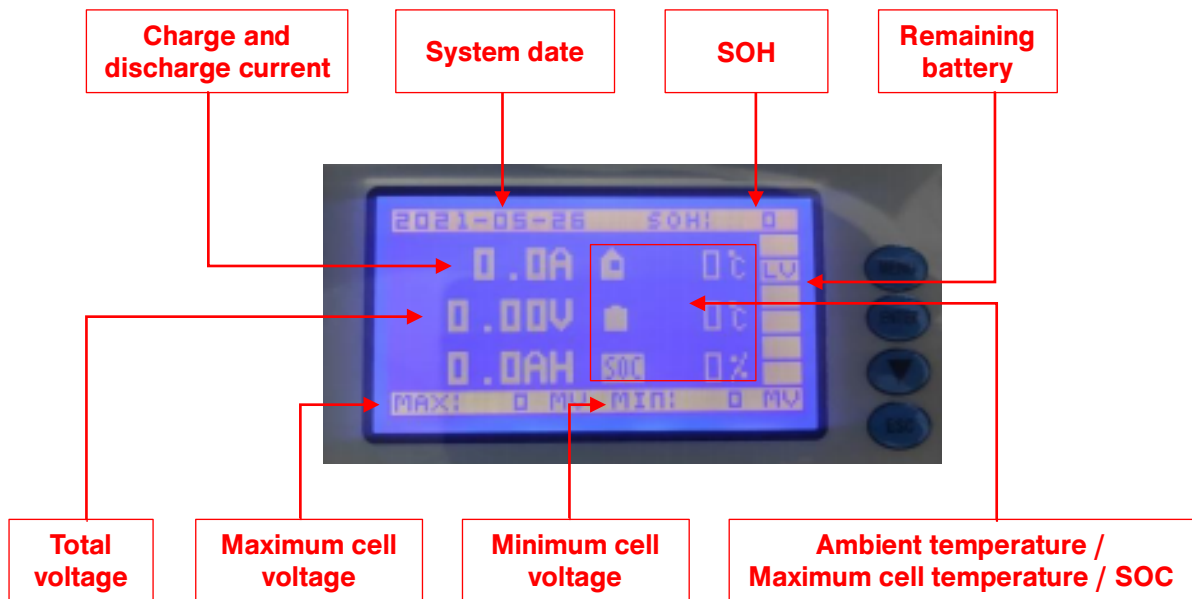 Charge and
discharge current
System date
SOH
Remaining
battery
2021-05-26 SOH: 0
0.0A 0℃
LV
0.00V 0℃
0.0AH SOC 0%
MAX: 0 MV MIN: 0 MV
MENU
ENTER
ESC
Total
voltage
Maximum cell
voltage
Minimum cell
voltage
Ambient temperature /
Maximum cell temperature / SOC